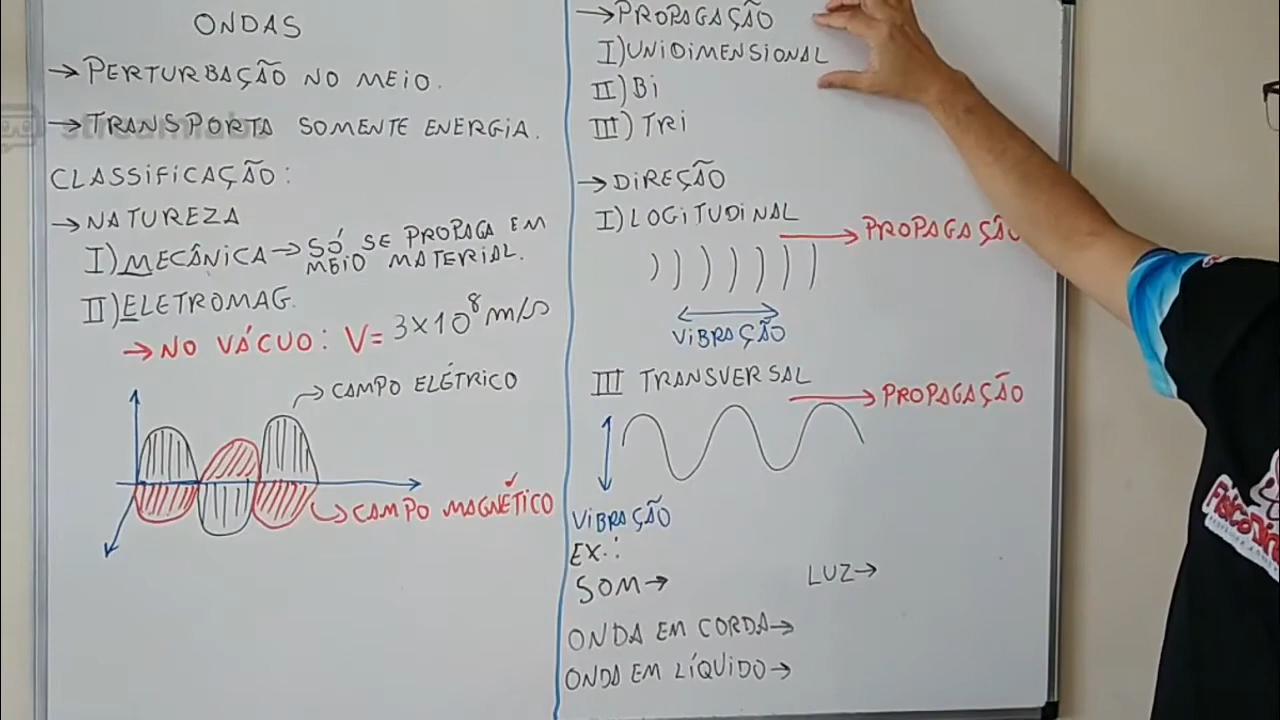 ONDAS
→ PERTURBAÇÃO NO MEIO.
→ TRANSPORTA SOMENTE ENERGIA.
CLASSIFICAÇÃO:
→ NATUREZA
I) MECÂNICA → SÓ SE PROPAGA EM
MEIO MATERIAL.
II) ELETROMAG.
→ NO VÁCUO: V= 3×10⁸ m/s
→ CAMPO ELÉTRICO
→ CAMPO MAGNÉTICO
→ PROPAGAÇÃO
I) UNIDIMENSIONAL
II) Bi
III) TRi
→ DIREÇÃO
I) LOGITUDINAL
→ PROPAGAÇÃO
VIBRAÇÃO
III TRANSVERSAL
→ PROPAGAÇÃO
VIBRAÇÃO
EX.:
SOM →
LUZ →
ONDA EM CORDA →
ONDA EM LÍQUIDO →